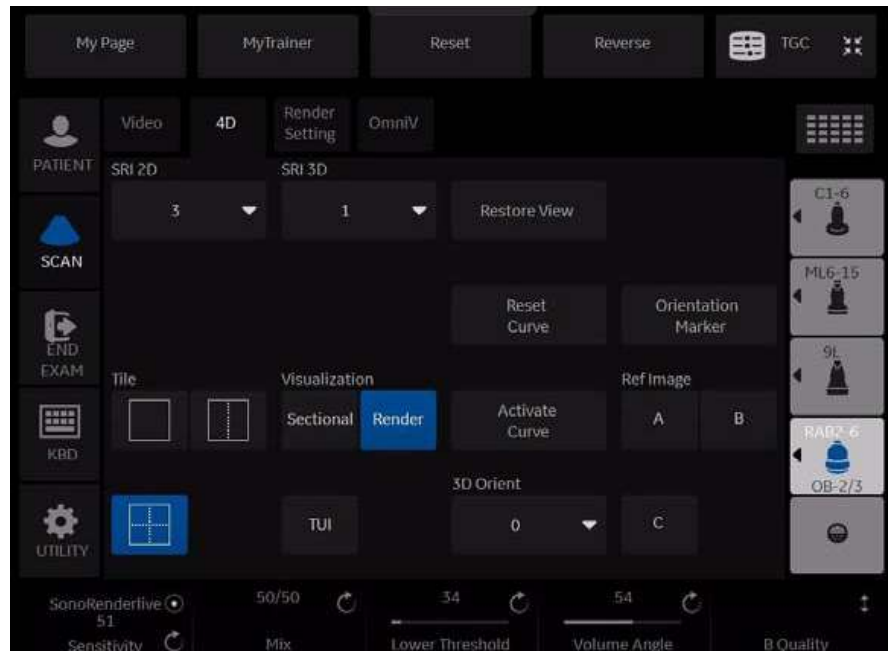 My Page
MyTrainer
Reset
Reverse
TGC
PATIENT
SCAN
END
EXAM
KBD
UTILITY
Video
4D
Render
Setting
OmniV
SRI 2D
SRI 3D
3
1
Restore View
Reset
Curve
Orientation
Marker
Tile
Visualization
Ref Image
Sectional
Render
Activate
Curve
A
B
3D Orient
TUI
0
C
C1-6
ML6-15
9L
RAB2-6
OB-2/3
SonoRenderlive
51
Sensitivity
50/50
Mix
34
Lower Threshold
54
Volume Angle
B Quality